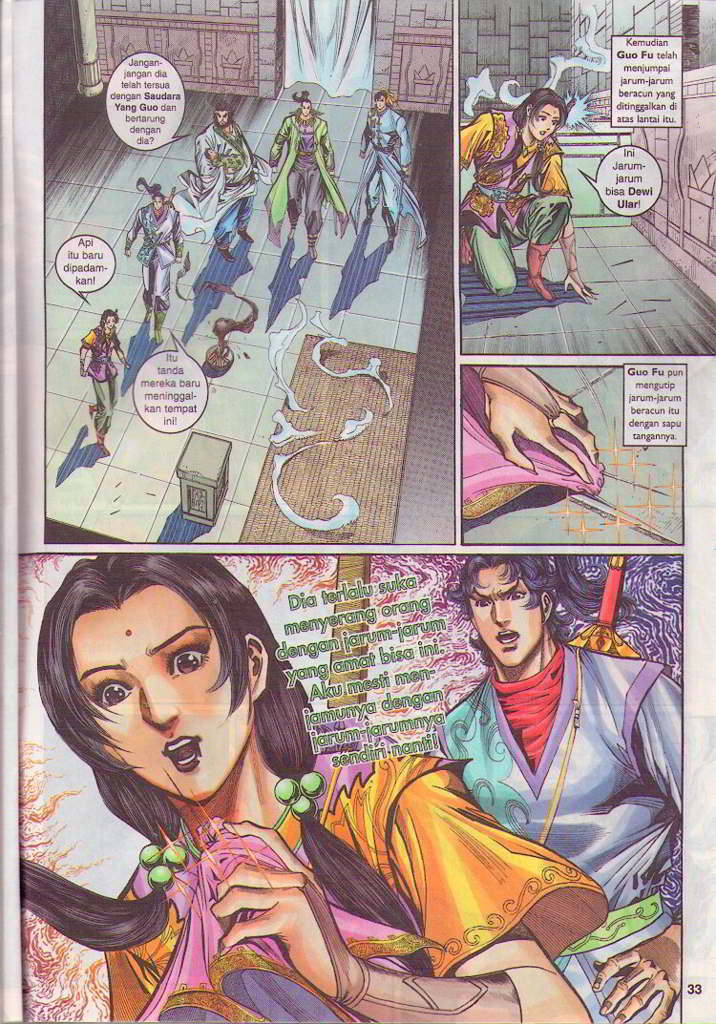 Jangan-
jangan dia
telah tersua
dengan Saudara
Yang Guo dan
bertarung
dengan
dia?
Api
itu baru
dipadam-
kan!
Itu
tanda
mereka baru
meninggal-
kan tempat
ini!
Kemudian
Guo Fu telah
menjumpai
jarum-jarum
beracun yang
ditinggalkan di
atas lantai itu.
Ini
Jarum-
jarum
bisa Dewi
Ular!
Guo Fu pun
mengutip
jarum-jarum
beracun itu
dengan sapu
tangannya.
Dia terlalu suka
menyerang orang
dengan jarum-jarum
yang amat bisa ini.
Aku mesti men-
jamunya dengan
jarum-jarumnya
sendiri nanti!
33